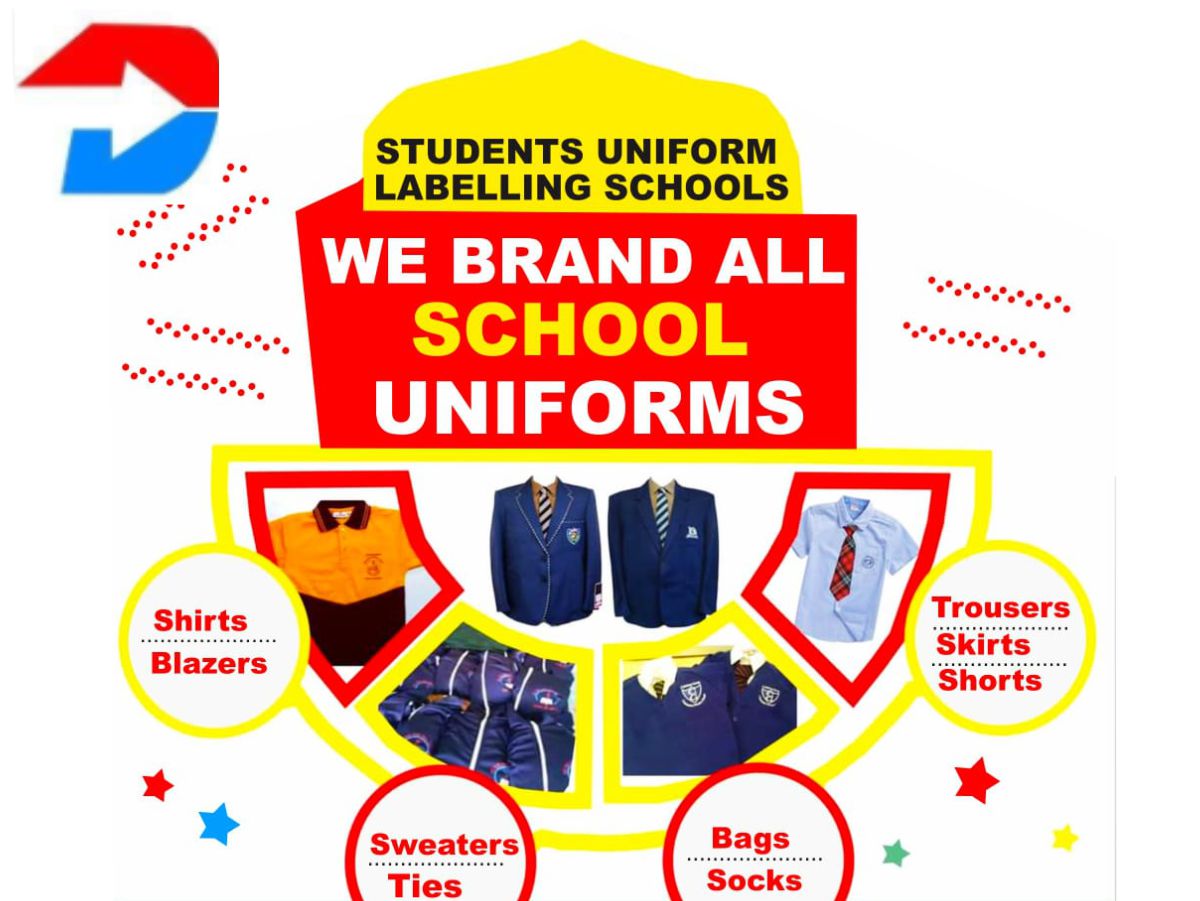 STUDENTS UNIFORM
LABELLING SCHOOLS
WE BRAND ALL
SCHOOL
UNIFORMS
Shirts
Blazers
Trousers
Skirts
Shorts
Sweaters
Ties
Bags
Socks